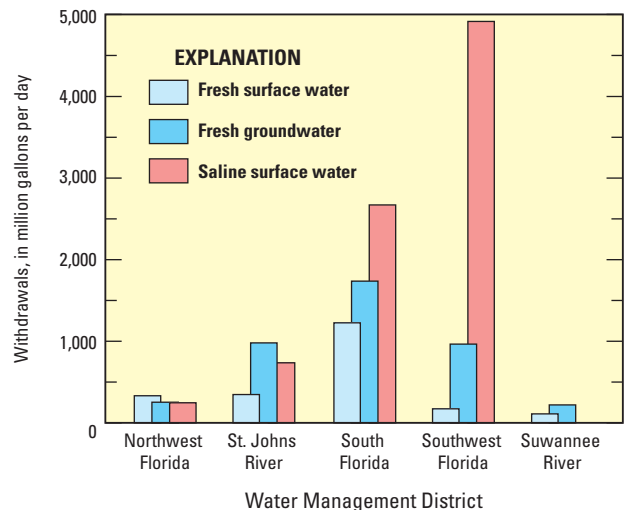 Withdrawals, in million gallons per day
5,000
4,000
3,000
2,000
1,000
0
EXPLANATION
Fresh surface water
Fresh groundwater
Saline surface water
Northwest
Florida
St. Johns
River
South
Florida
Southwest
Florida
Suwannee
River
Water Management District